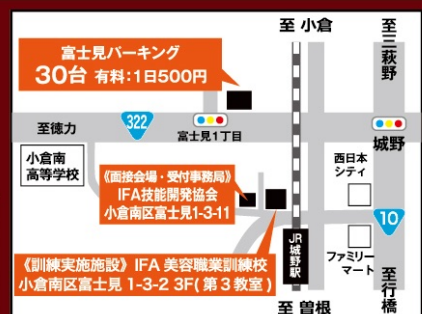 至 小倉
至三萩野
富士見パーキング
30台 有料：1日500円
至徳力
322
富士見1丁目
城野
小倉南
高等学校
《面接会場・受付事務局》
IFA技能開発協会
小倉南区富士見1-3-11
西日本
シティ
10
JR城野駅
ファミリー
マート
《訓練実施施設》IFA 美容職業訓練校
小倉南区富士見 1-3-2 3F(第3教室)
至 曽根
至行橋